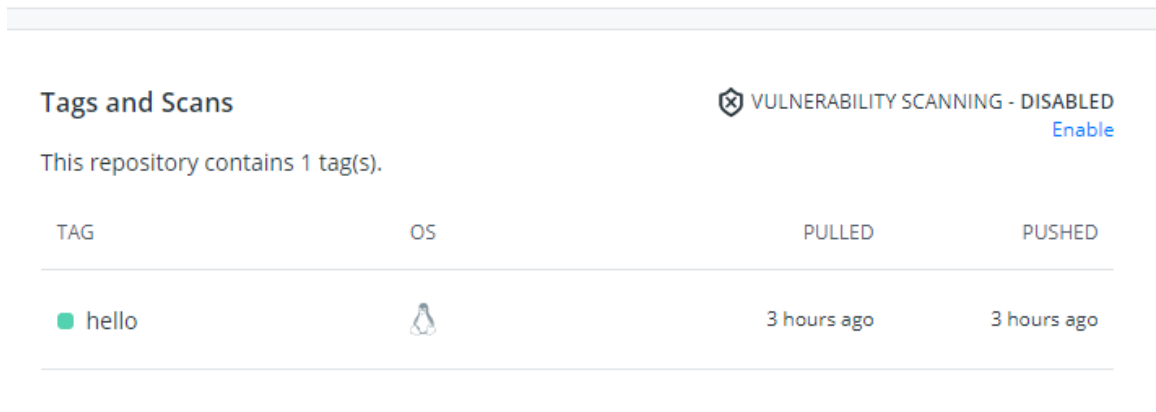 Tags and Scans
VULNERABILITY SCANNING - DISABLED
Enable
This repository contains 1 tag(s).
TAG OS PULLED PUSHED
hello 3 hours ago 3 hours ago